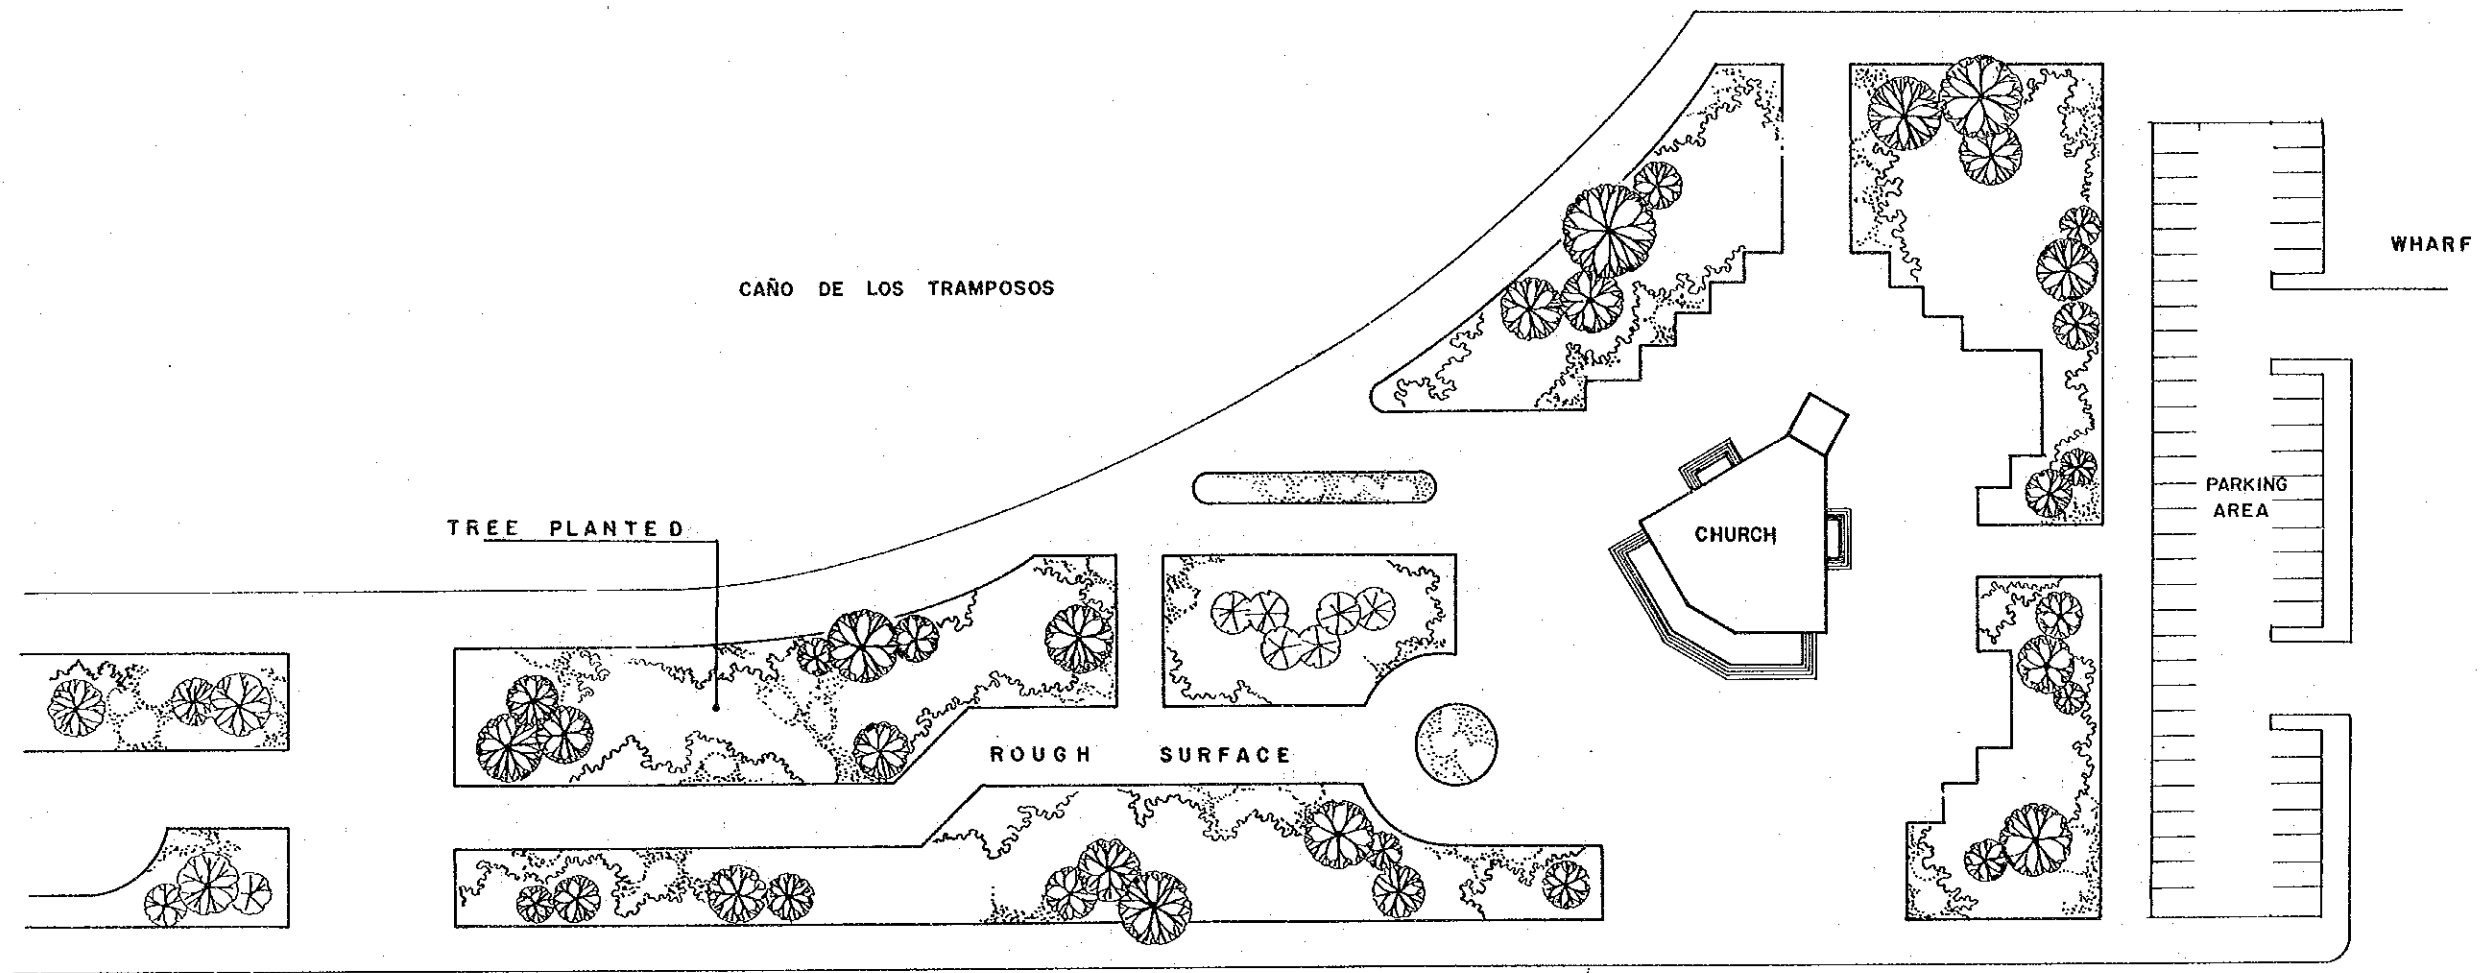 WHARF
CAÑO DE LOS TRAMPOSOS
PARKING
AREA
TREE PLANTED
CHURCH
ROUGH SURFACE